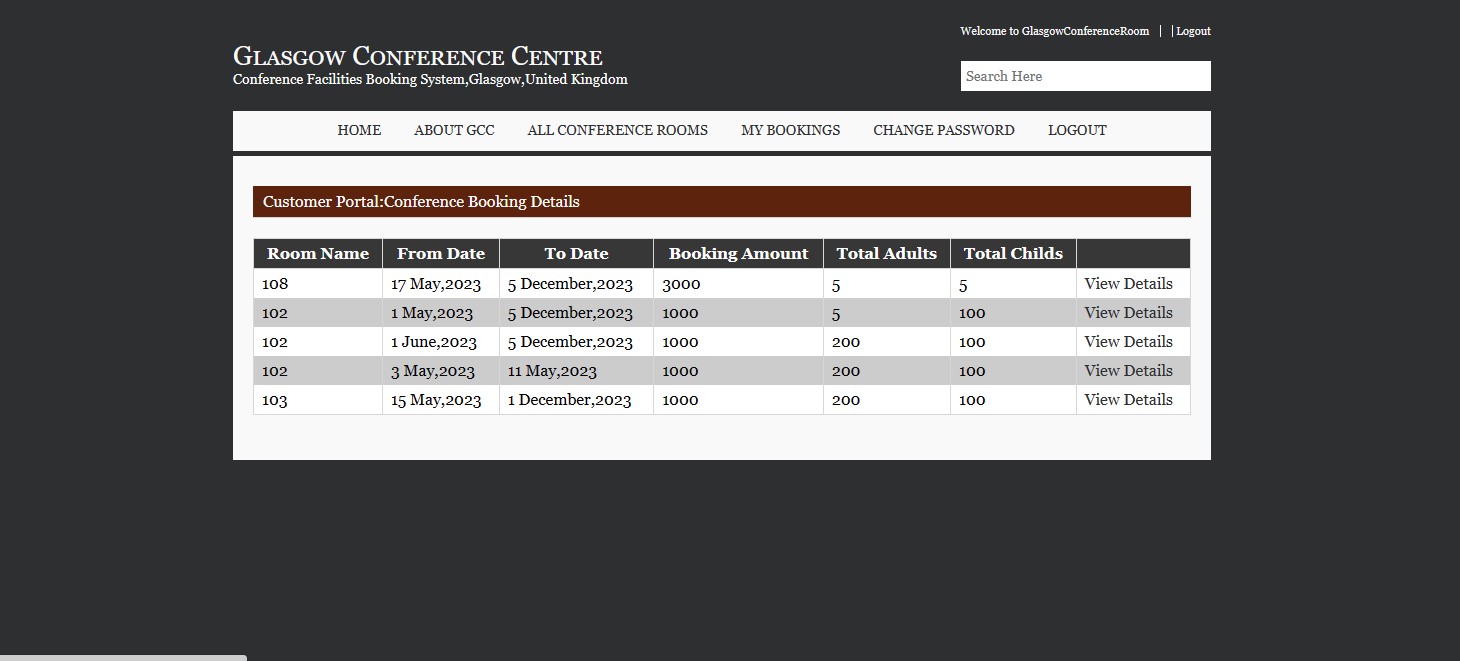 Welcome to GlasgowConferenceRoom | | Logout
Glasgow Conference Centre
Conference Facilities Booking System,Glasgow,United Kingdom
Search Here
HOME ABOUT GCC ALL CONFERENCE ROOMS MY BOOKINGS CHANGE PASSWORD LOGOUT
Customer Portal:Conference Booking Details
Room Name From Date To Date Booking Amount Total Adults Total Childs
108 17 May,2023 5 December,2023 3000 5 5 View Details
102 1 May,2023 5 December,2023 1000 5 100 View Details
102 1 June,2023 5 December,2023 1000 200 100 View Details
102 3 May,2023 11 May,2023 1000 200 100 View Details
103 15 May,2023 1 December,2023 1000 200 100 View Details